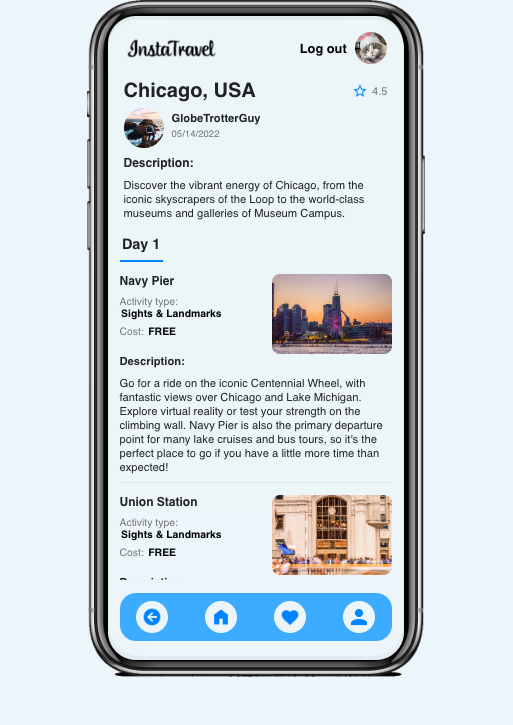 InstaTravel
Log out
Chicago, USA
4.5
GlobeTrotterGuy
05/14/2022
Description:
Discover the vibrant energy of Chicago, from the
iconic skyscrapers of the Loop to the world-class
museums and galleries of Museum Campus.
Day 1
Navy Pier
Activity type:
Sights & Landmarks
Cost: FREE
Description:
Go for a ride on the iconic Centennial Wheel, with
fantastic views over Chicago and Lake Michigan.
Explore virtual reality or test your strength on the
climbing wall. Navy Pier is also the primary departure
point for many lake cruises and bus tours, so it's the
perfect place to go if you have a little more time than
expected!
Union Station
Activity type:
Sights & Landmarks
Cost: FREE